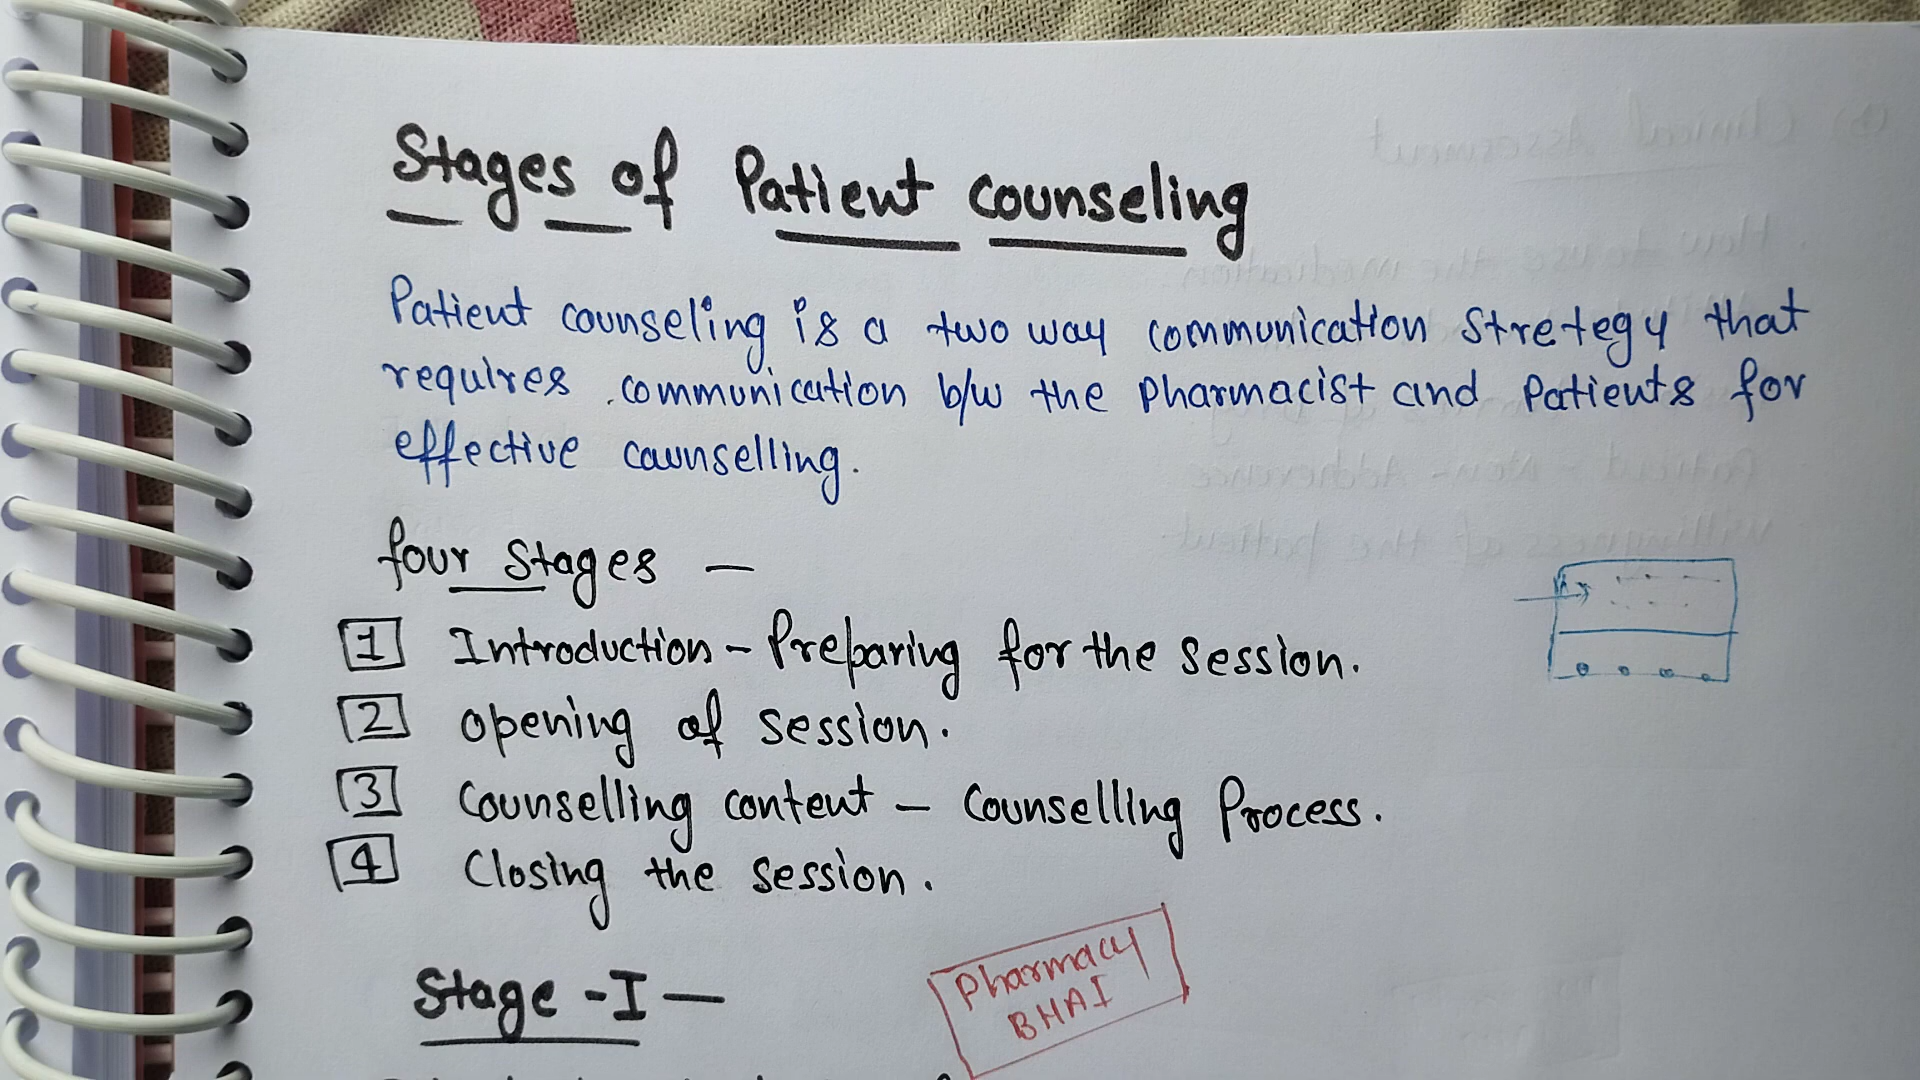 Stages of Patient counseling
Patient counseling is a two way communication Stretegy that
requires communication b/w the pharmacist and Patients for
effective caunselling.
four Stages —
1 Introduction - Preparing for the session.
2 opening of session.
3 Counselling content — Counselling Process.
4 Closing the session.
Stage - I —
Pharmacy
BHAI